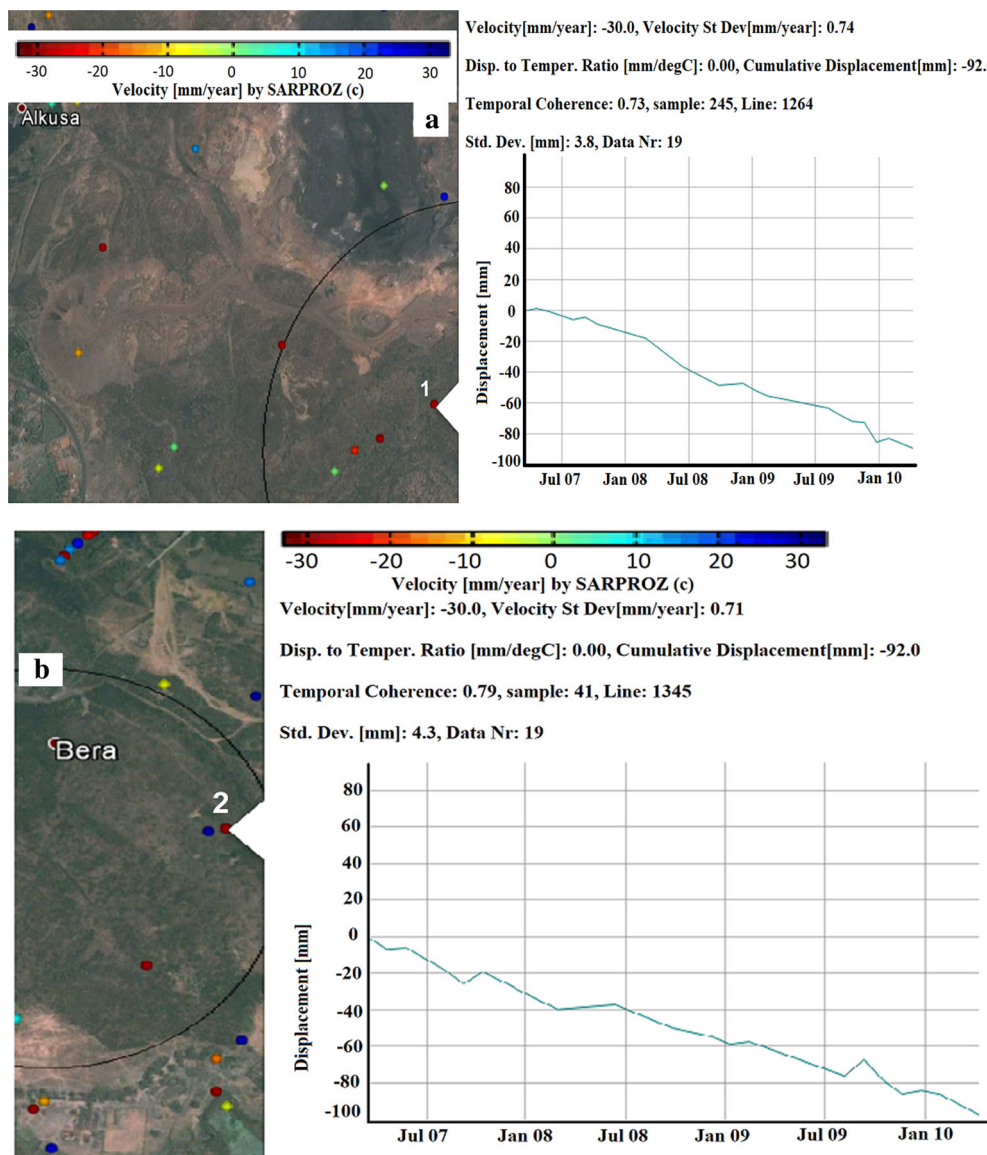 -30 -20 -10 0 10 20 30
Velocity [mm/year] by SARPROZ (c)
Alkusa
a
1
Velocity[mm/year]: -30.0, Velocity St Dev[mm/year]: 0.74
Disp. to Temper. Ratio [mm/degC]: 0.00, Cumulative Displacement[mm]: -92.0
Temporal Coherence: 0.73, sample: 245, Line: 1264
Std. Dev. [mm]: 3.8, Data Nr: 19
Displacement [mm]
80
60
40
20
0
-20
-40
-60
-80
-100
Jul 07 Jan 08 Jul 08 Jan 09 Jul 09 Jan 10
b
Bera
2
-30 -20 -10 0 10 20 30
Velocity [mm/year] by SARPROZ (c)
Velocity[mm/year]: -30.0, Velocity St Dev[mm/year]: 0.71
Disp. to Temper. Ratio [mm/degC]: 0.00, Cumulative Displacement[mm]: -92.0
Temporal Coherence: 0.79, sample: 41, Line: 1345
Std. Dev. [mm]: 4.3, Data Nr: 19
Displacement [mm]
80
60
40
20
0
-20
-40
-60
-80
-100
Jul 07 Jan 08 Jul 08 Jan 09 Jul 09 Jan 10